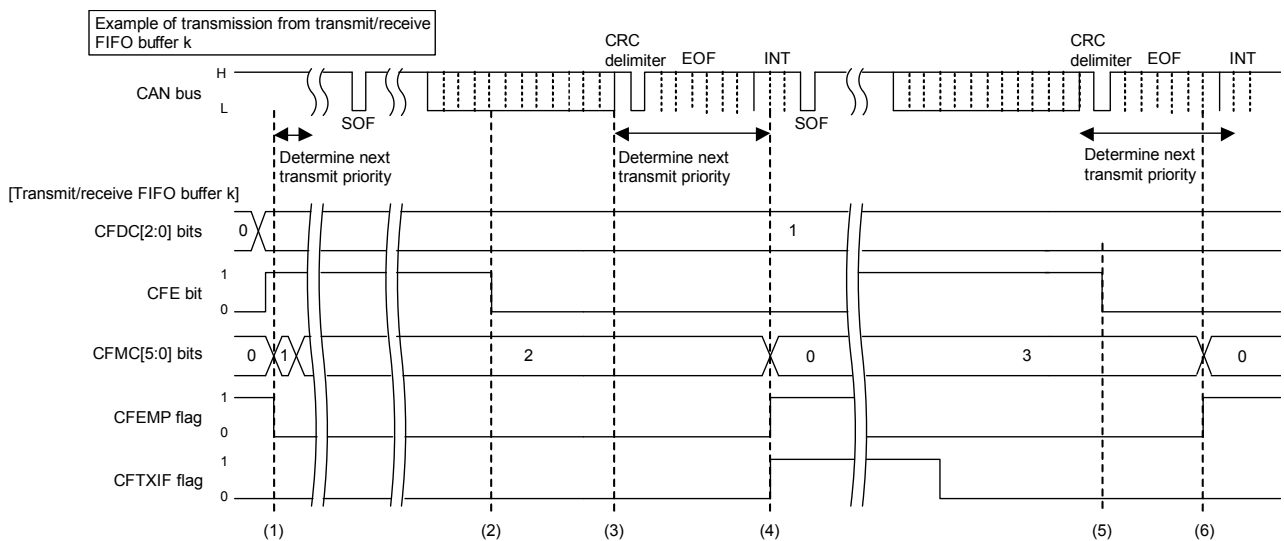 Example of transmission from transmit/receive
FIFO buffer k
CRC
delimiter
EOF
INT
CRC
delimiter
EOF
INT
H
CAN bus
L
SOF
SOF
Determine next
transmit priority
Determine next
transmit priority
Determine next
transmit priority
[Transmit/receive FIFO buffer k]
CFDC[2:0] bits
0
1
1
CFE bit
0
CFMC[5:0] bits
0
1
2
0
3
0
1
CFEMP flag
0
1
CFTXIF flag
0
(1)
(2)
(3)
(4)
(5)
(6)